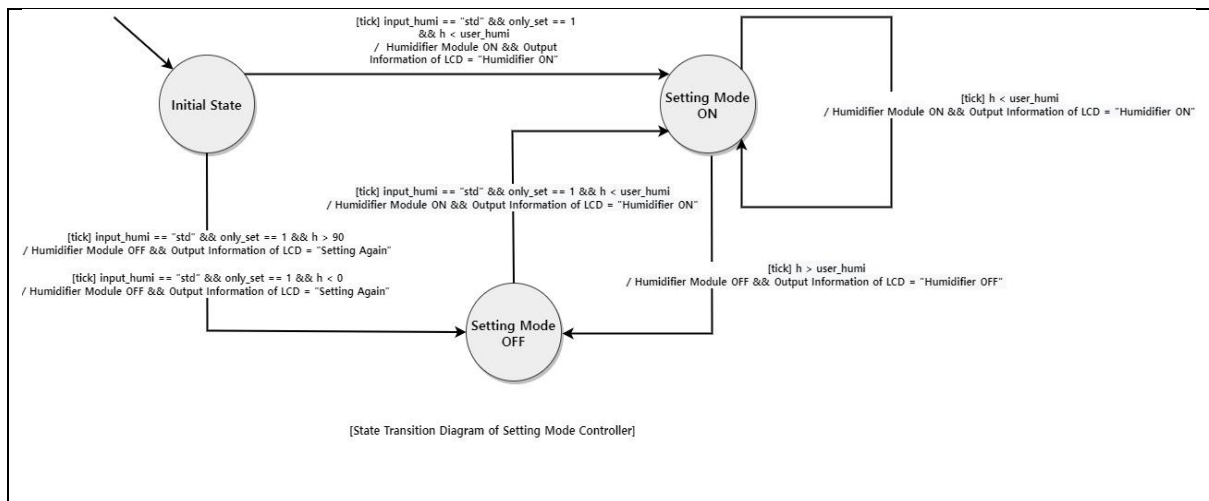 [tick] input_humi == "std" && only_set == 1
&& h < user_humi
/ Humidifier Module ON && Output
Information of LCD = "Humidifier ON"
Initial State
Setting Mode
ON
[tick] h < user_humi
/ Humidifier Module ON && Output Information of LCD = "Humidifier ON"
[tick] input_humi == "std" && only_set == 1 && h < user_humi
/ Humidifier Module ON && Output Information of LCD = "Humidifier ON"
[tick] input_humi == "std" && only_set == 1 && h > 90
/ Humidifier Module OFF && Output Information of LCD = "Setting Again"
[tick] input_humi == "std" && only_set == 1 && h < 0
/ Humidifier Module OFF && Output Information of LCD = "Setting Again"
[tick] h > user_humi
/ Humidifier Module OFF && Output Information of LCD = "Humidifier OFF"
Setting Mode
OFF
[State Transition Diagram of Setting Mode Controller]